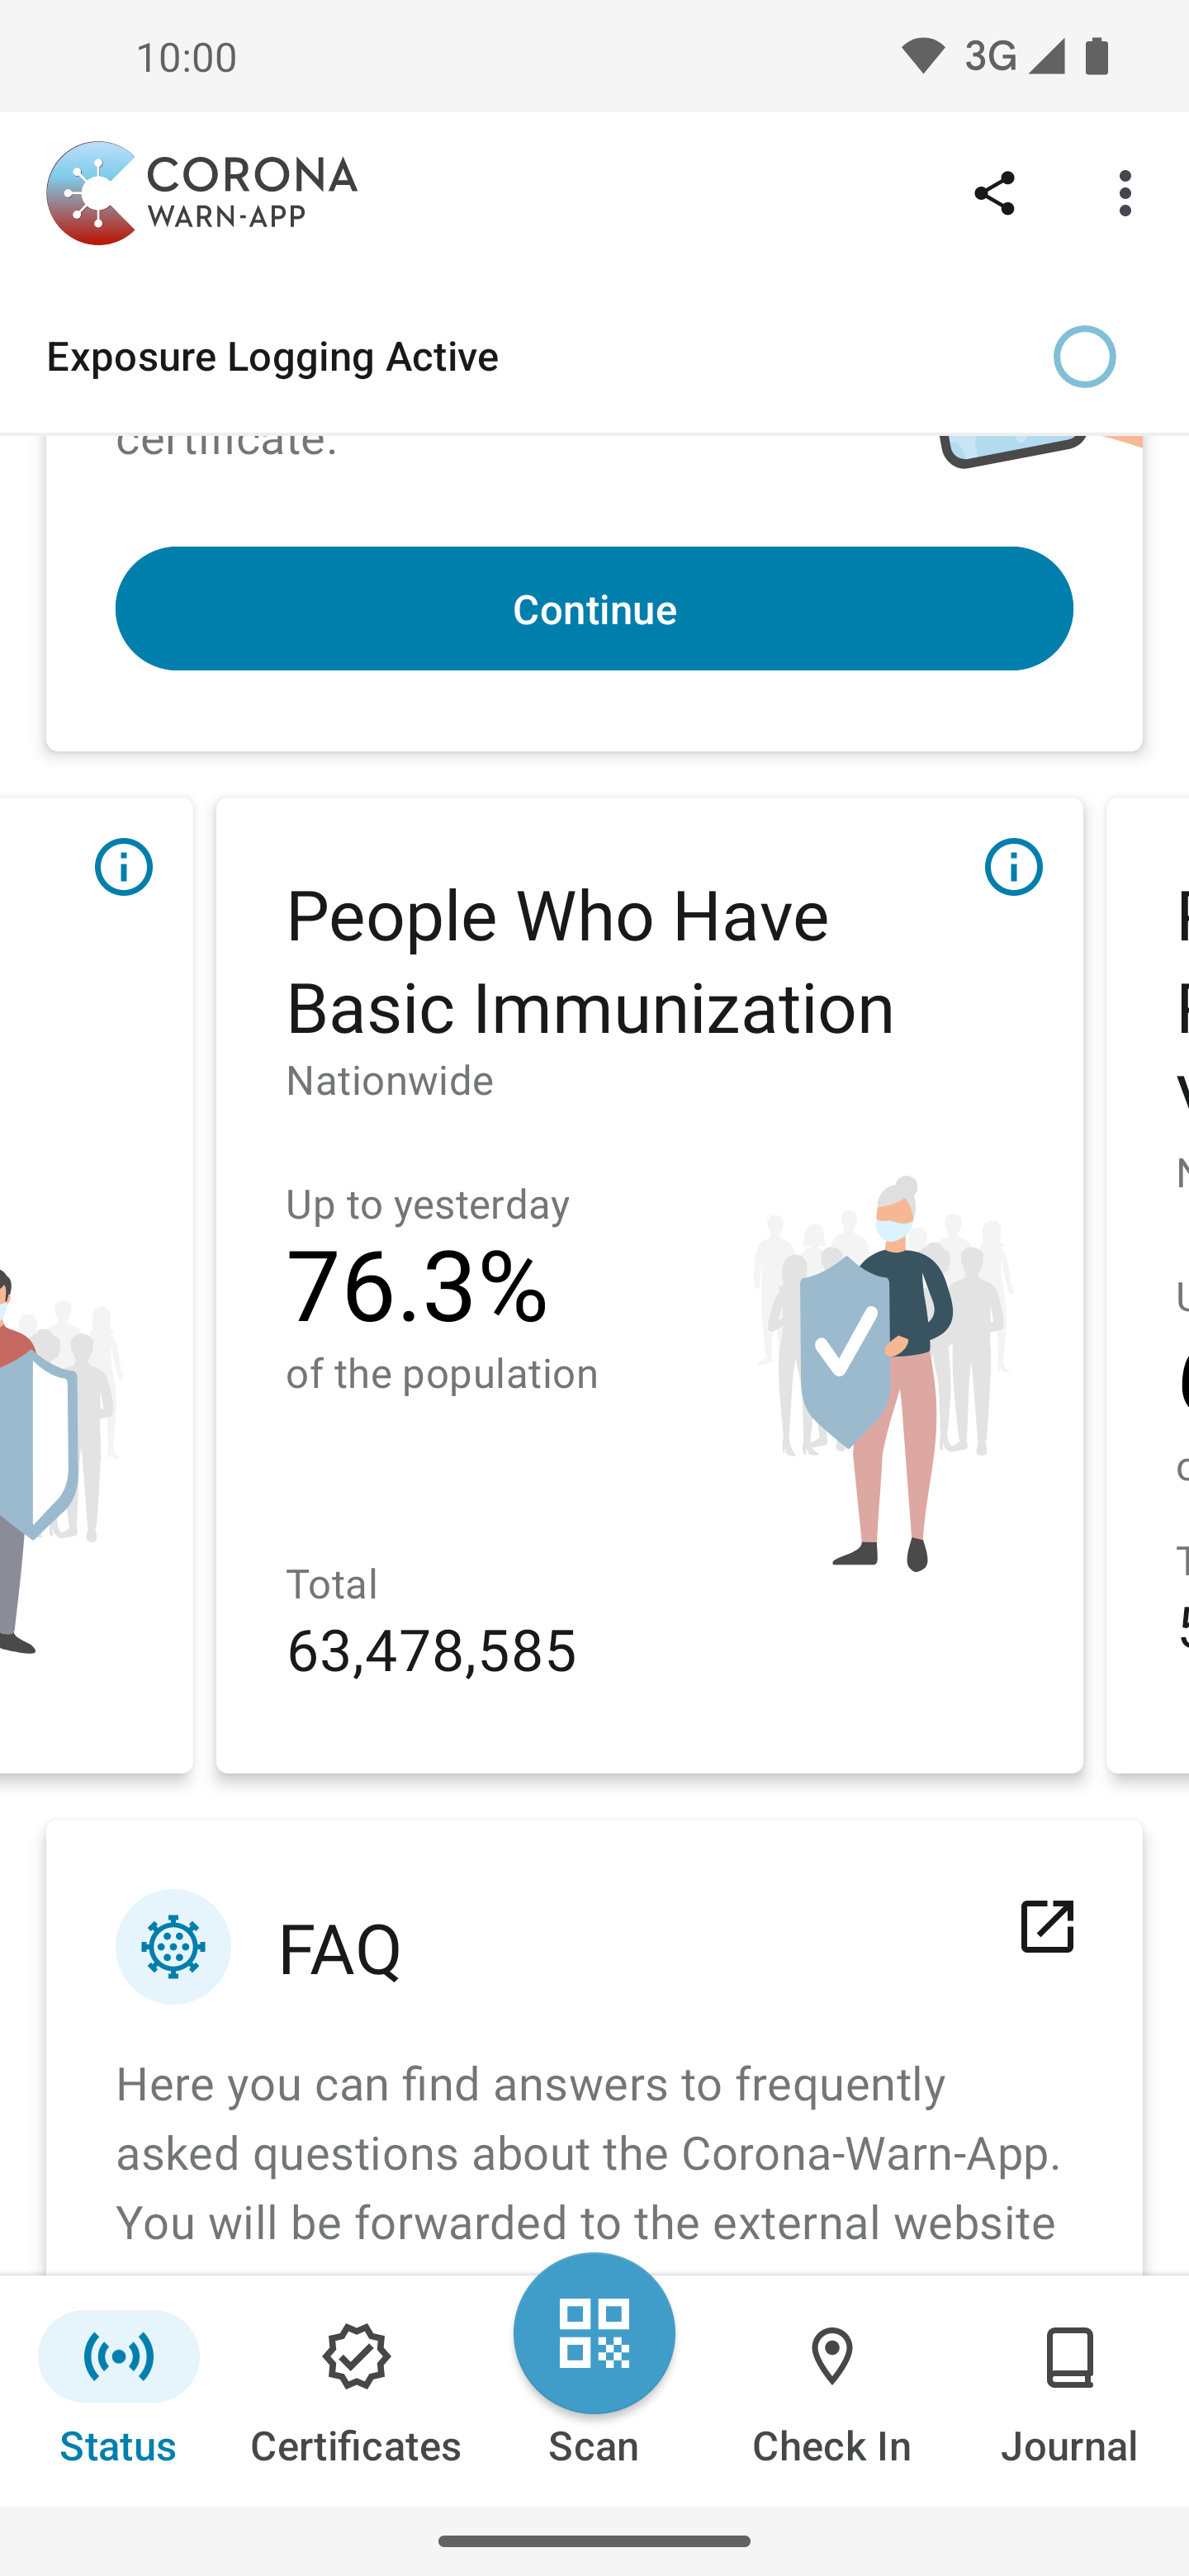 10:00
3G
CORONA
WARN-APP
Exposure Logging Active
certificate.
Continue
People Who Have
Basic Immunization
Nationwide
Up to yesterday
76.3%
of the population
Total
63,478,585
FAQ
Here you can find answers to frequently
asked questions about the Corona-Warn-App.
You will be forwarded to the external website
Status
Certificates
Scan
Check In
Journal